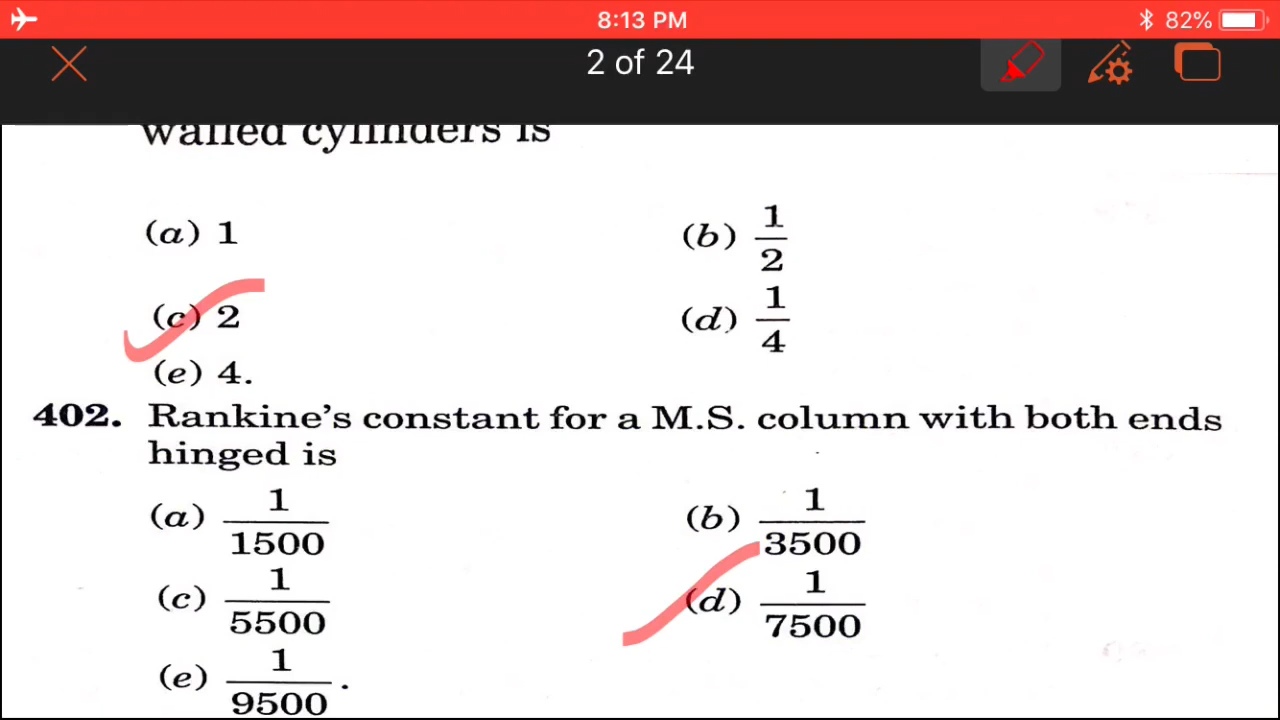 8:13 PM
82%
2 of 24
walled cylinders is
(a) 1
(b) 1/2
(c) 2
(d) 1/4
(e) 4.
402. Rankine's constant for a M.S. column with both ends
hinged is
(a) 1/1500
(b) 1/3500
(c) 1/5500
(d) 1/7500
(e) 1/9500.